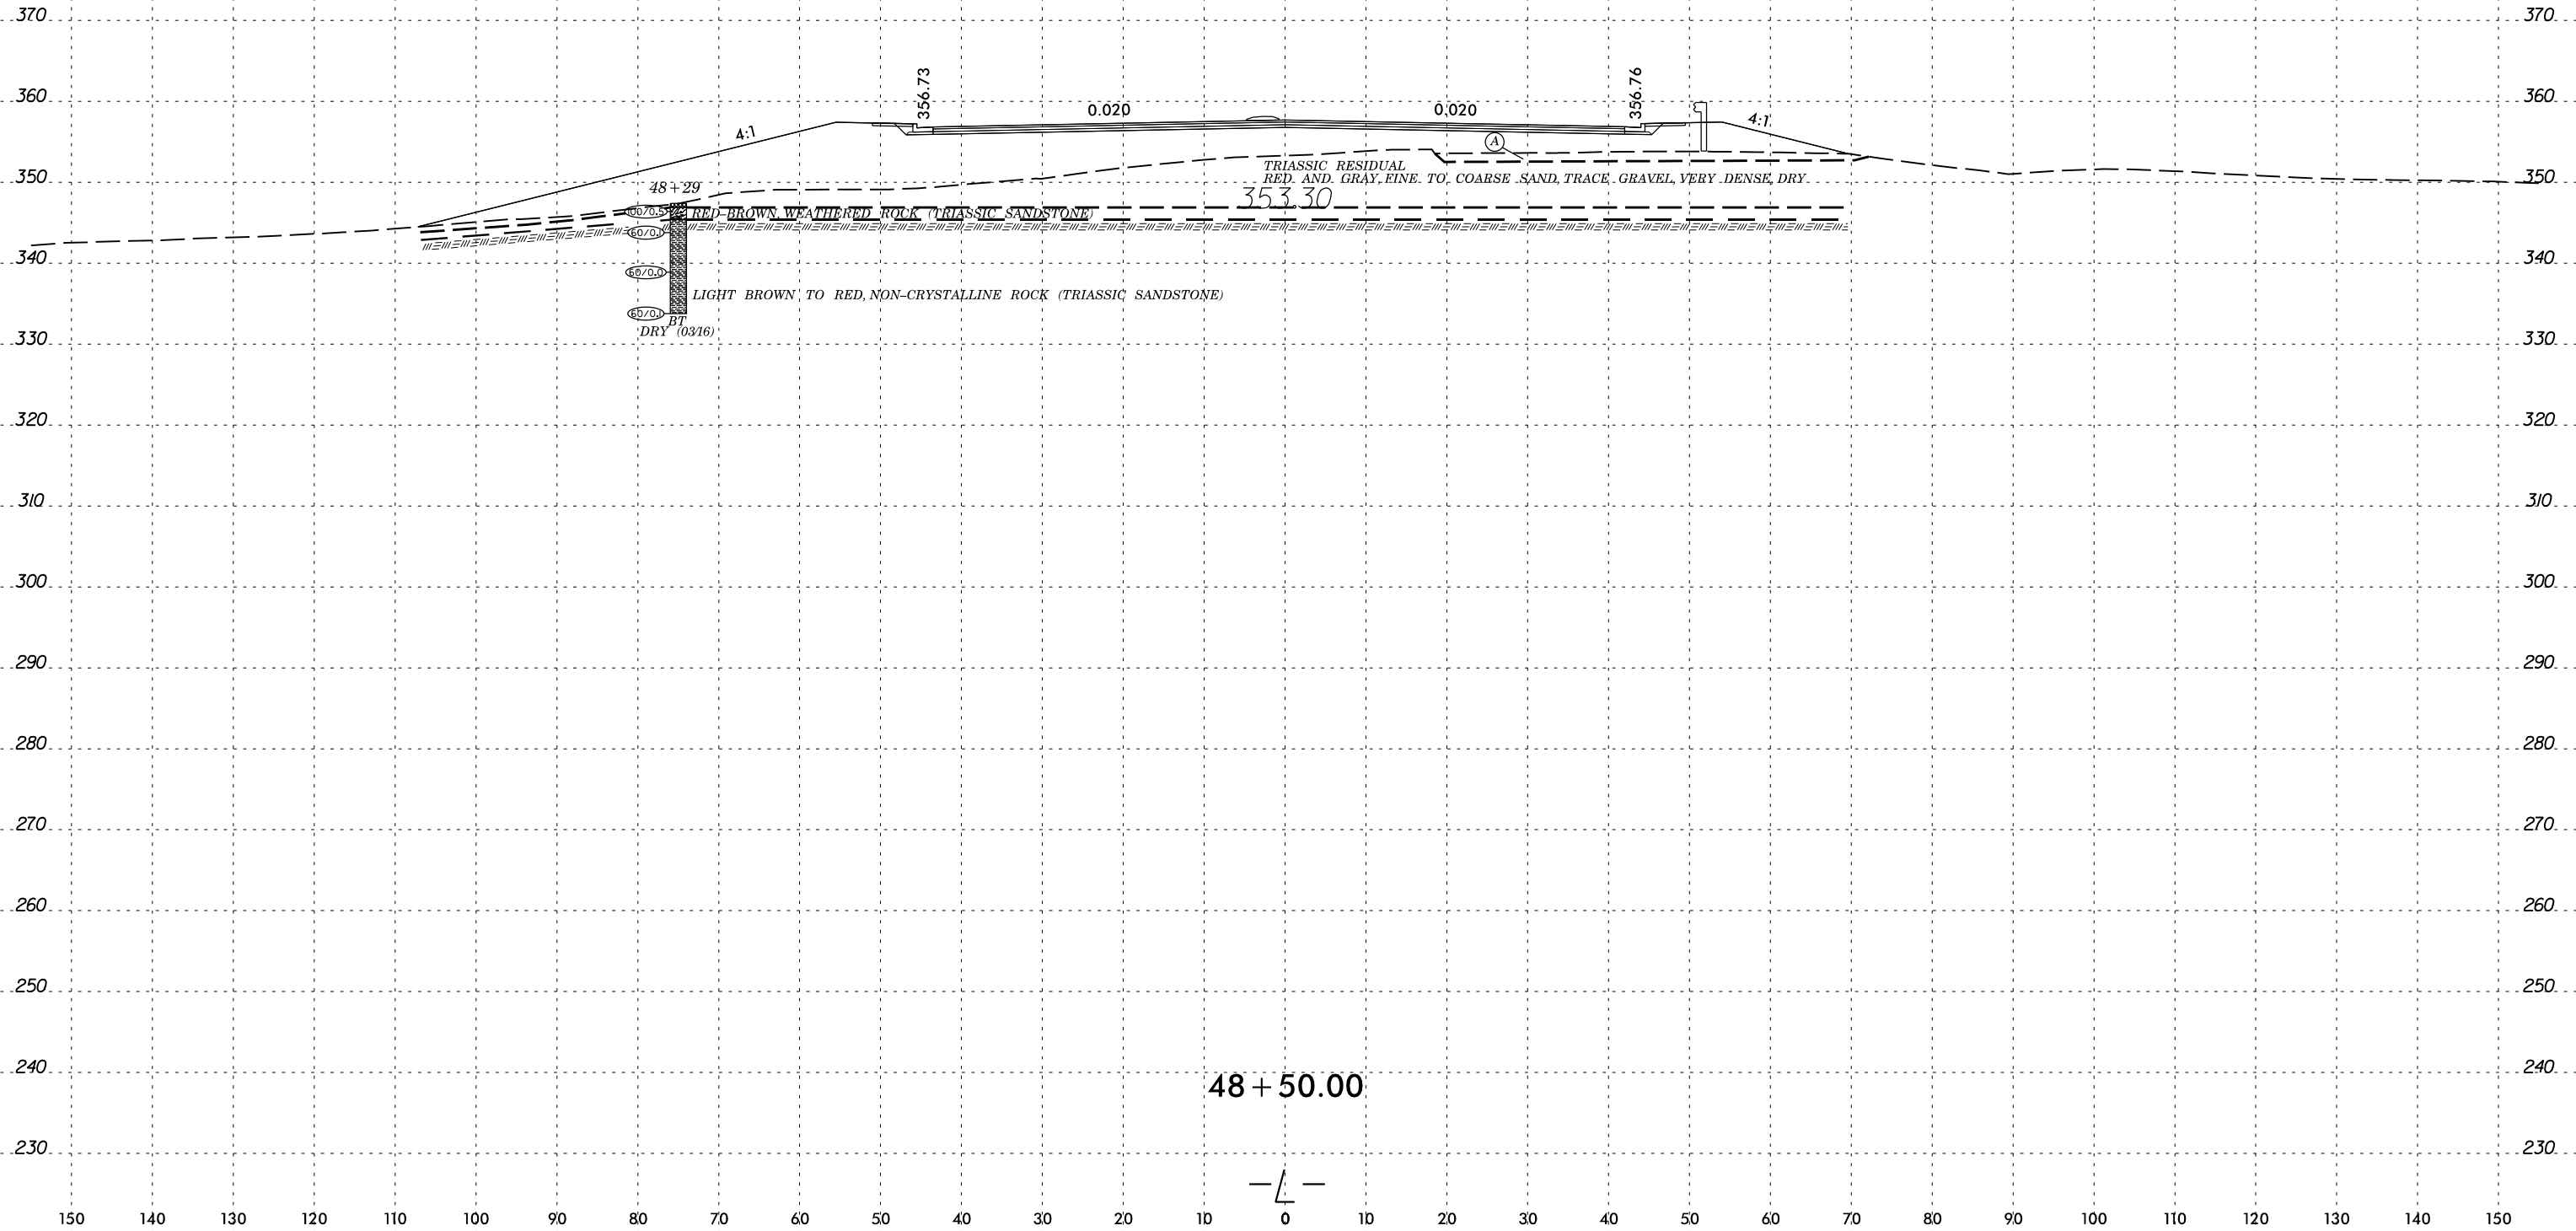 370 370
356.73 356.76
360 0.020 0.020 360
4:1 4:1
A
TRIASSIC RESIDUAL
350 RED AND GRAY, FINE TO COARSE SAND, TRACE GRAVEL, VERY DENSE, DRY 350
48+29
353.30
RED-BROWN, WEATHERED ROCK (TRIASSIC SANDSTONE)
60/0.1
340 340
60/0.0
LIGHT BROWN TO RED, NON-CRYSTALLINE ROCK (TRIASSIC SANDSTONE)
60/0.1
BT
DRY (03/16)
330 330
320 320
310 310
300 300
290 290
280 280
270 270
260 260
250 250
240 240
48+50.00
230 230
-L-
150 140 130 120 110 100 90 80 70 60 50 40 30 20 10 0 10 20 30 40 50 60 70 80 90 100 110 120 130 140 150